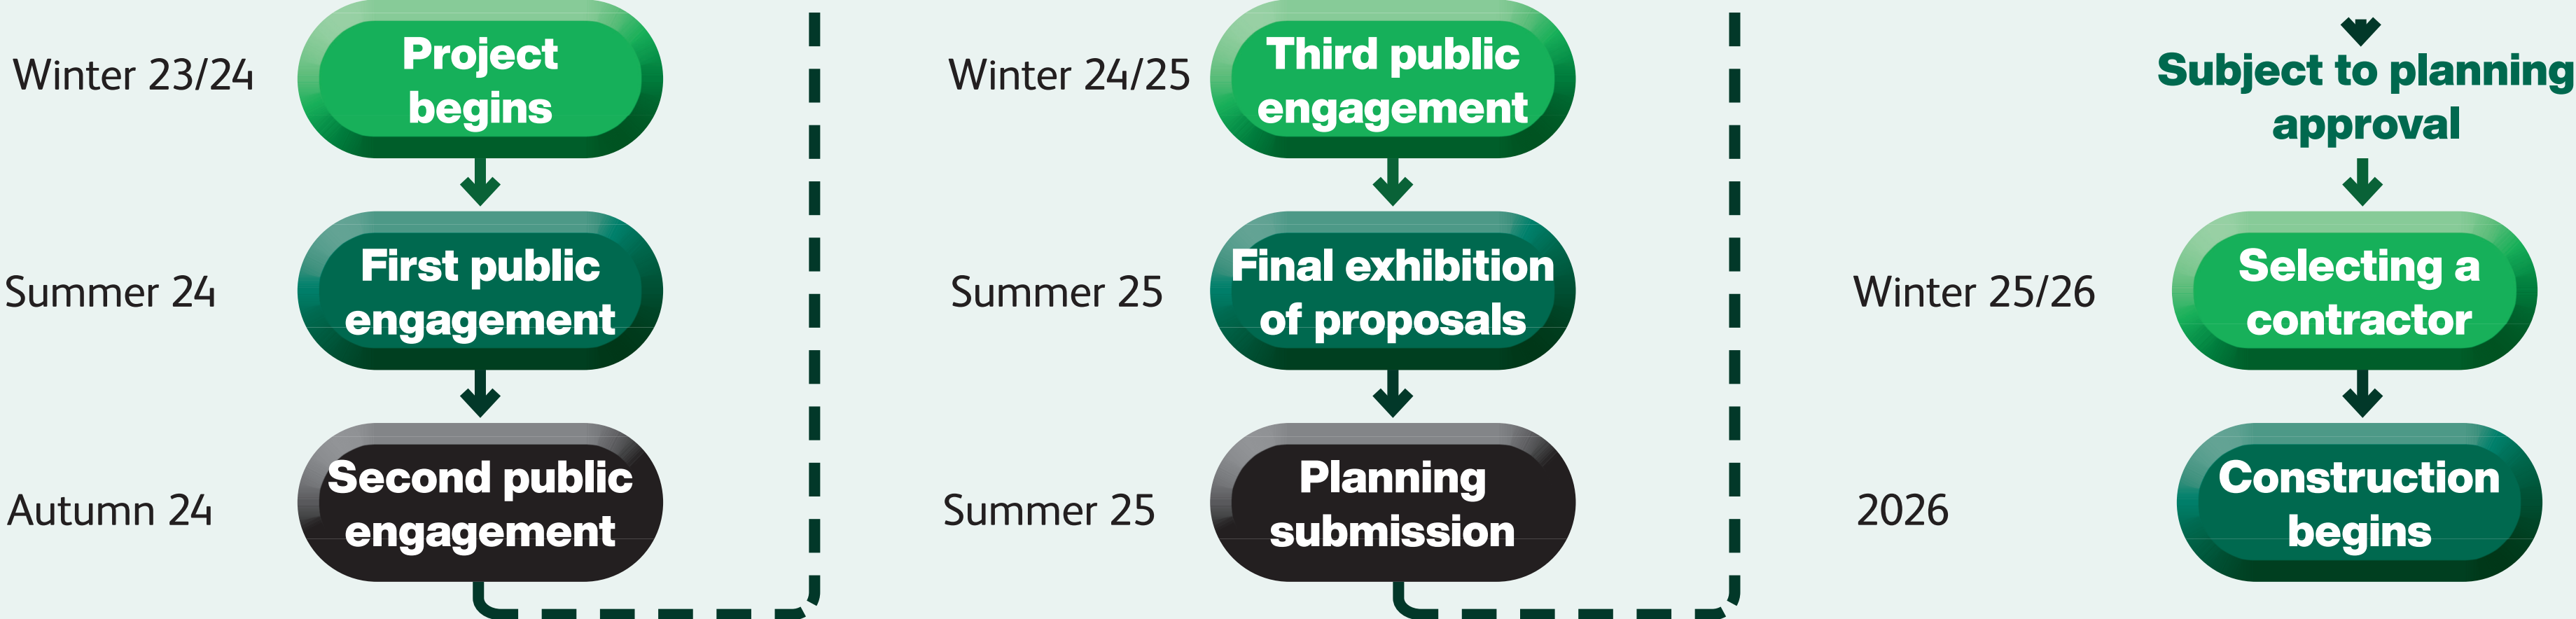 Winter 23/24
Project
begins
Summer 24
First public
engagement
Autumn 24
Second public
engagement
Winter 24/25
Third public
engagement
Summer 25
Final exhibition
of proposals
Summer 25
Planning
submission
Subject to planning
approval
Winter 25/26
Selecting a
contractor
2026
Construction
begins